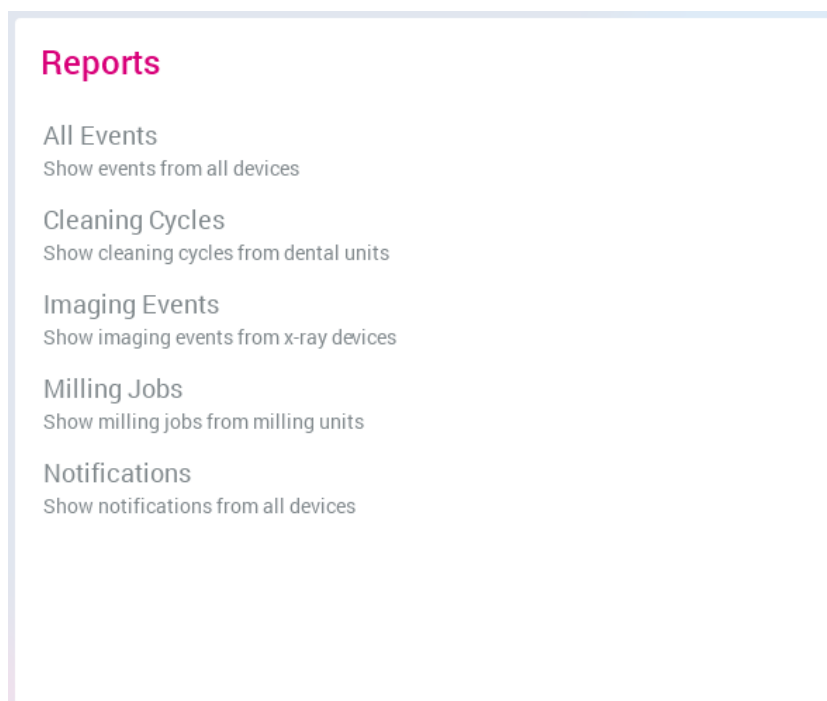 Reports
All Events
Show events from all devices
Cleaning Cycles
Show cleaning cycles from dental units
Imaging Events
Show imaging events from x-ray devices
Milling Jobs
Show milling jobs from milling units
Notifications
Show notifications from all devices